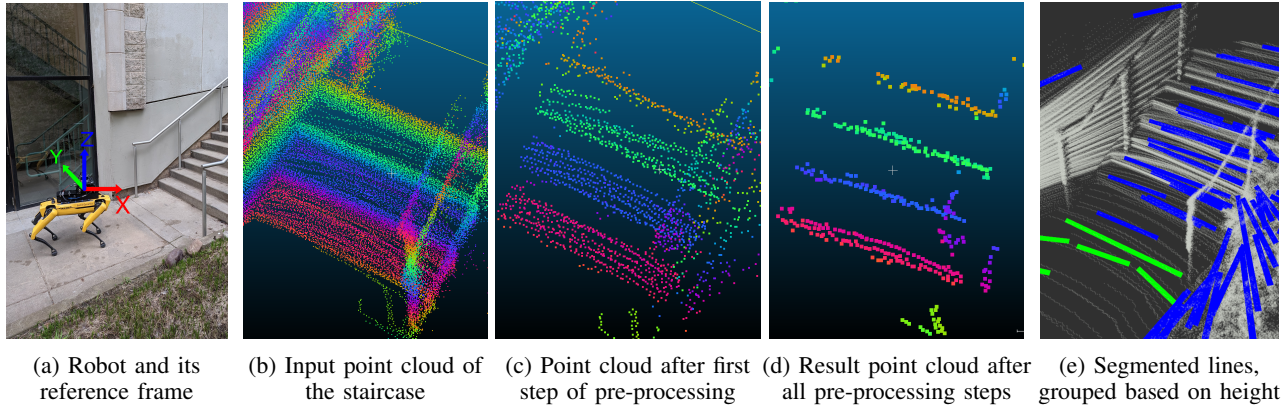 Z
Y
X
(a) Robot and its
reference frame
(b) Input point cloud of
the staircase
(c) Point cloud after first
step of pre-processing
(d) Result point cloud after
all pre-processing steps
(e) Segmented lines,
grouped based on height